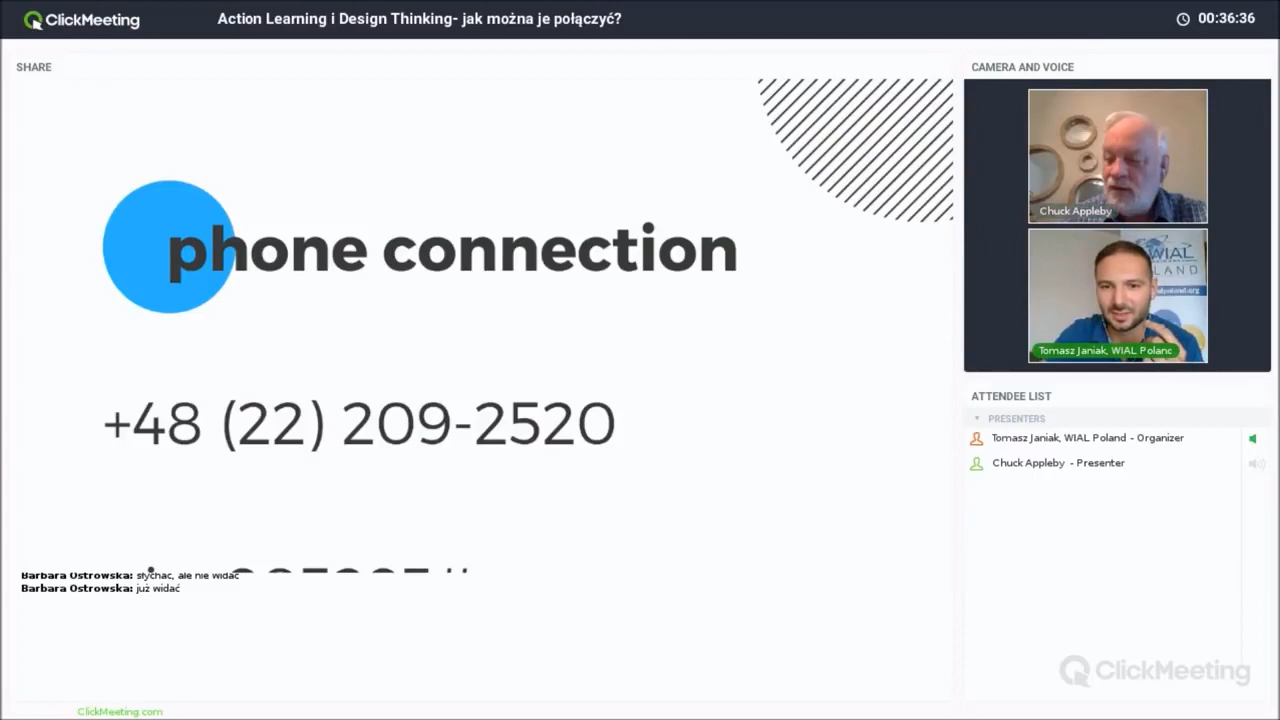 ClickMeeting
Action Learning i Design Thinking- jak można je połączyć?
00:36:36
SHARE
phone connection
+48 (22) 209-2520
Barbara Ostrowska: słychać, ale nie widać
Barbara Ostrowska: już widać
ClickMeeting.com
CAMERA AND VOICE
Chuck Appleby
WIAL
LAND
Tomasz Janiak, WIAL Polanc
ATTENDEE LIST
PRESENTERS
Tomasz Janiak, WIAL Poland - Organizer
Chuck Appleby - Presenter
ClickMeeting